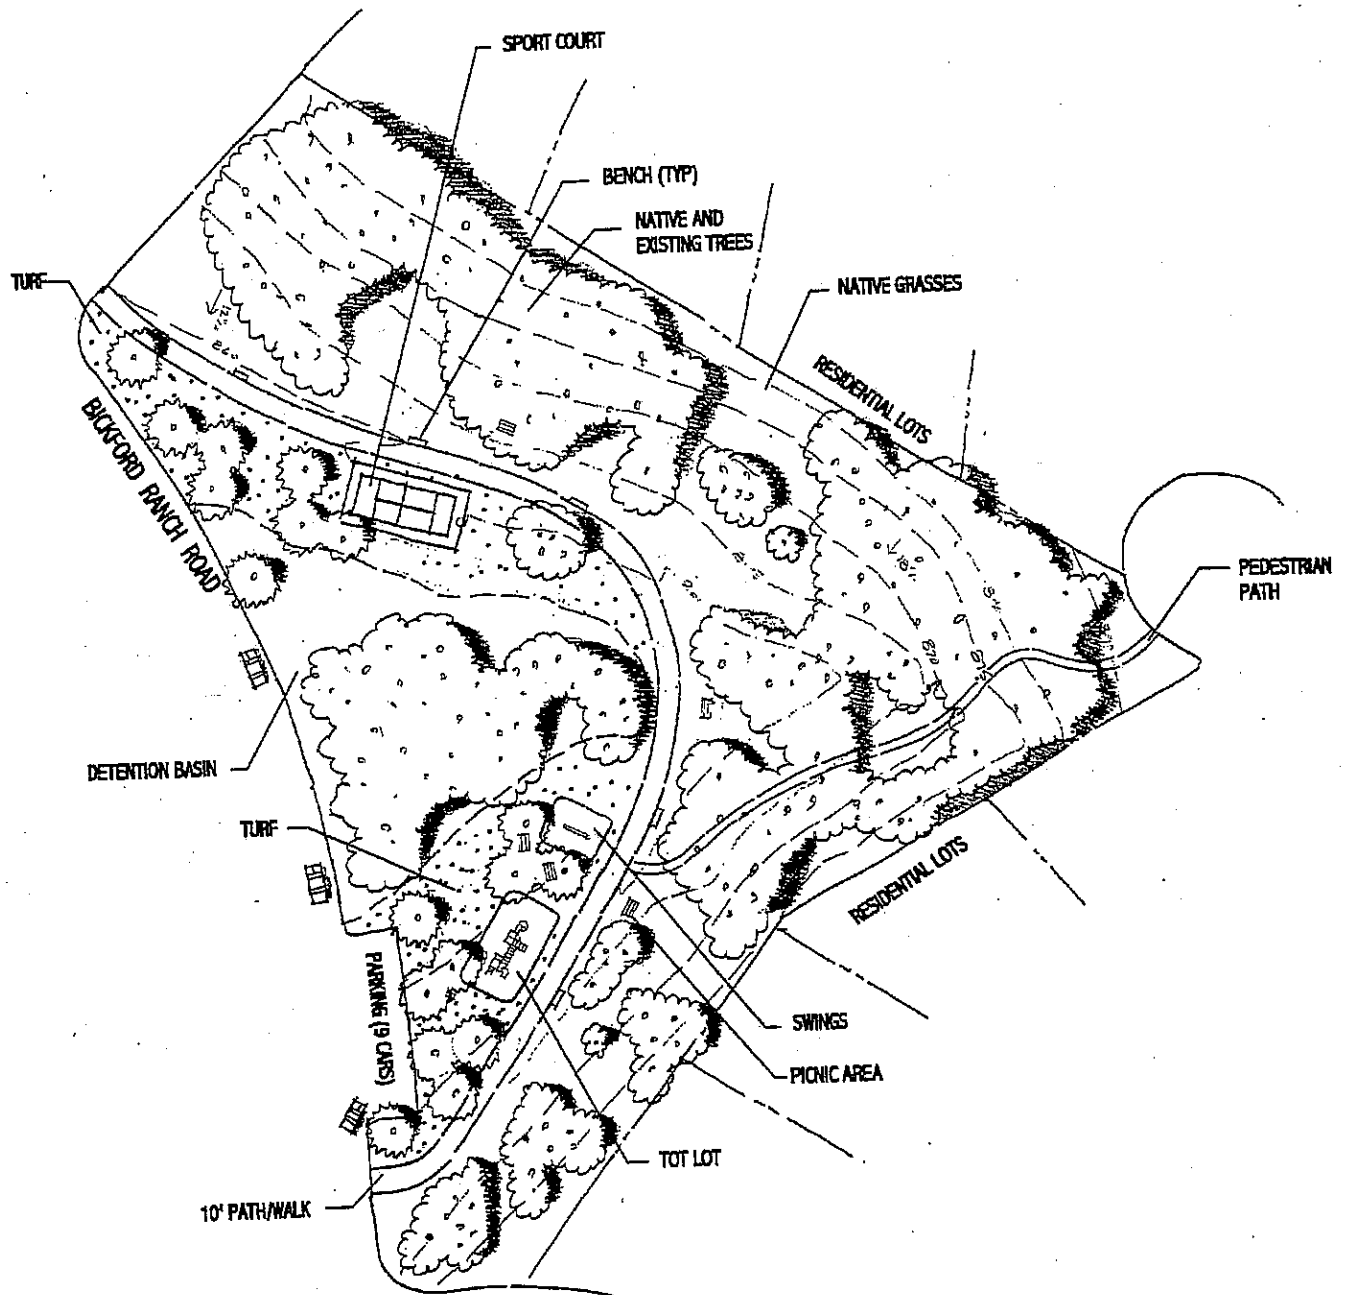 SPORT COURT
BENCH (TYP)
NATIVE AND
EXISTING TREES
TURF
NATIVE GRASSES
RESIDENTIAL LOTS
BICKFORD RANCH ROAD
PEDESTRIAN
PATH
DETENTION BASIN
TURF
RESIDENTIAL LOTS
PARKING (9 CARS)
SWINGS
PICNIC AREA
TOT LOT
10' PATH/WALK